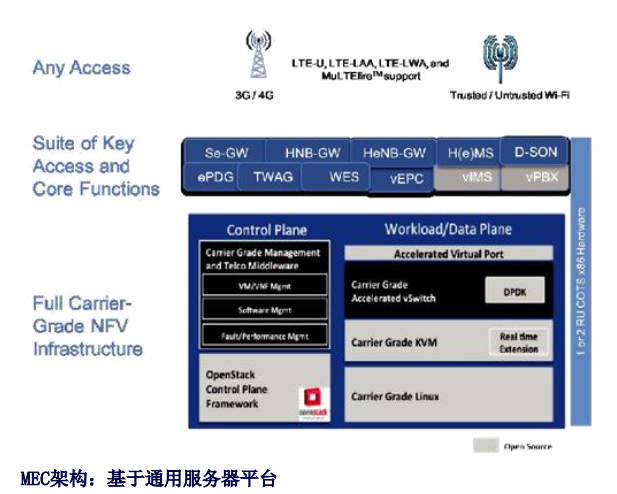 Any Access
LTE-U, LTE-LAA, LTE-LWA, and
MuLTEfire™ support
3G / 4G
Trusted / Untrusted Wi-Fi
Suite of Key
Access and
Core Functions
Se-GW HNB-GW HeNB-GW H(e)MS D-SON
ePDG TWAG WES vEPC vIMS vPBX
Full Carrier-
Grade NFV
Infrastructure
Control Plane
Carrier Grade Management
and Telco Middleware
VM/VNF Mgmt
Software Mgmt
Fault/Performance Mgmt
OpenStack
Control Plane
Framework
openstack
Workload/Data Plane
Accelerated Virtual Port
Carrier Grade
Accelerated vSwitch
DPDK
Carrier Grade KVM
Real time
Extension
Carrier Grade Linux
1 or 2 RU COTS x86 Hardware
Open Source
MEC架构：基于通用服务器平台